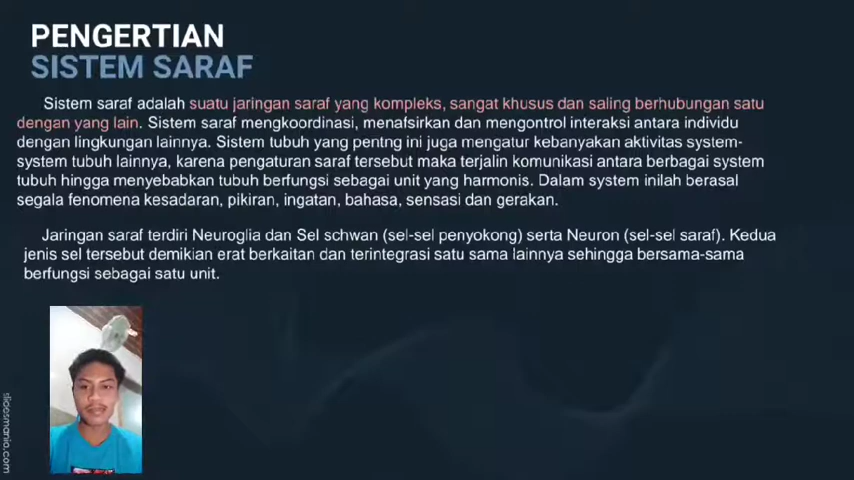 PENGERTIAN
SISTEM SARAF
Sistem saraf adalah suatu jaringan saraf yang kompleks, sangat khusus dan saling berhubungan satu
dengan yang lain. Sistem saraf mengkoordinasi, menafsirkan dan mengontrol interaksi antara individu
dengan lingkungan lainnya. Sistem tubuh yang pentng ini juga mengatur kebanyakan aktivitas system-
system tubuh lainnya, karena pengaturan saraf tersebut maka terjalin komunikasi antara berbagai system
tubuh hingga menyebabkan tubuh berfungsi sebagai unit yang harmonis. Dalam system inilah berasal
segala fenomena kesadaran, pikiran, ingatan, bahasa, sensasi dan gerakan.
Jaringan saraf terdiri Neuroglia dan Sel schwan (sel-sel penyokong) serta Neuron (sel-sel saraf). Kedua
jenis sel tersebut demikian erat berkaitan dan terintegrasi satu sama lainnya sehingga bersama-sama
berfungsi sebagai satu unit.
slidesmania.com